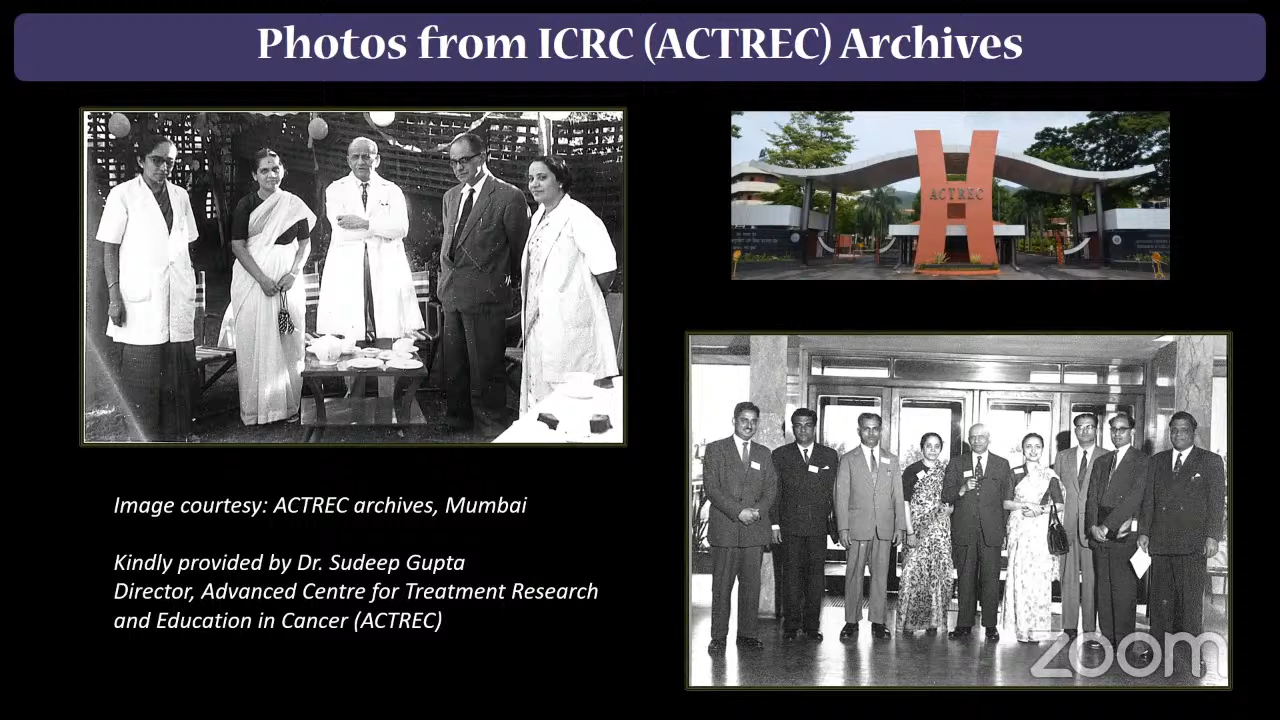 Photos from ICRC (ACTREC) Archives
ACTREC
Image courtesy: ACTREC archives, Mumbai
Kindly provided by Dr. Sudeep Gupta
Director, Advanced Centre for Treatment Research
and Education in Cancer (ACTREC)
zoom